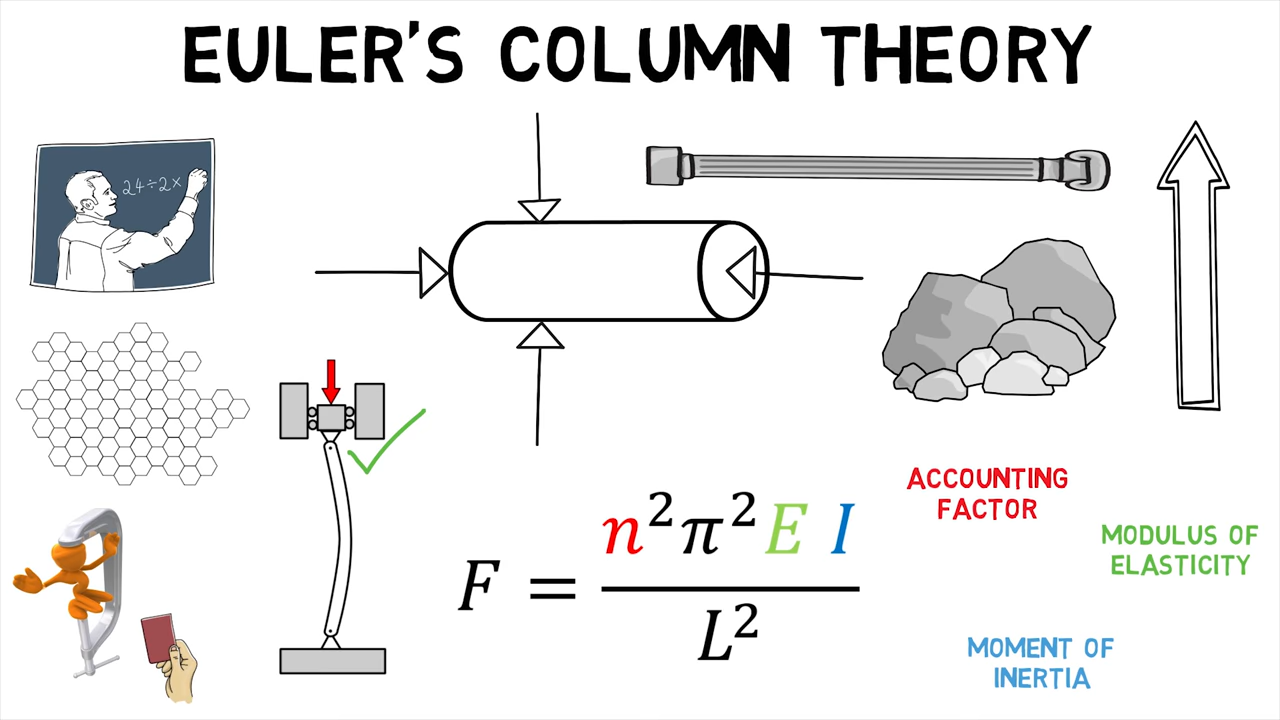 EULER'S COLUMN THEORY
24÷2×
ACCOUNTING
FACTOR
MODULUS OF
ELASTICITY
F = n²π²E I / L²
MOMENT OF
INERTIA